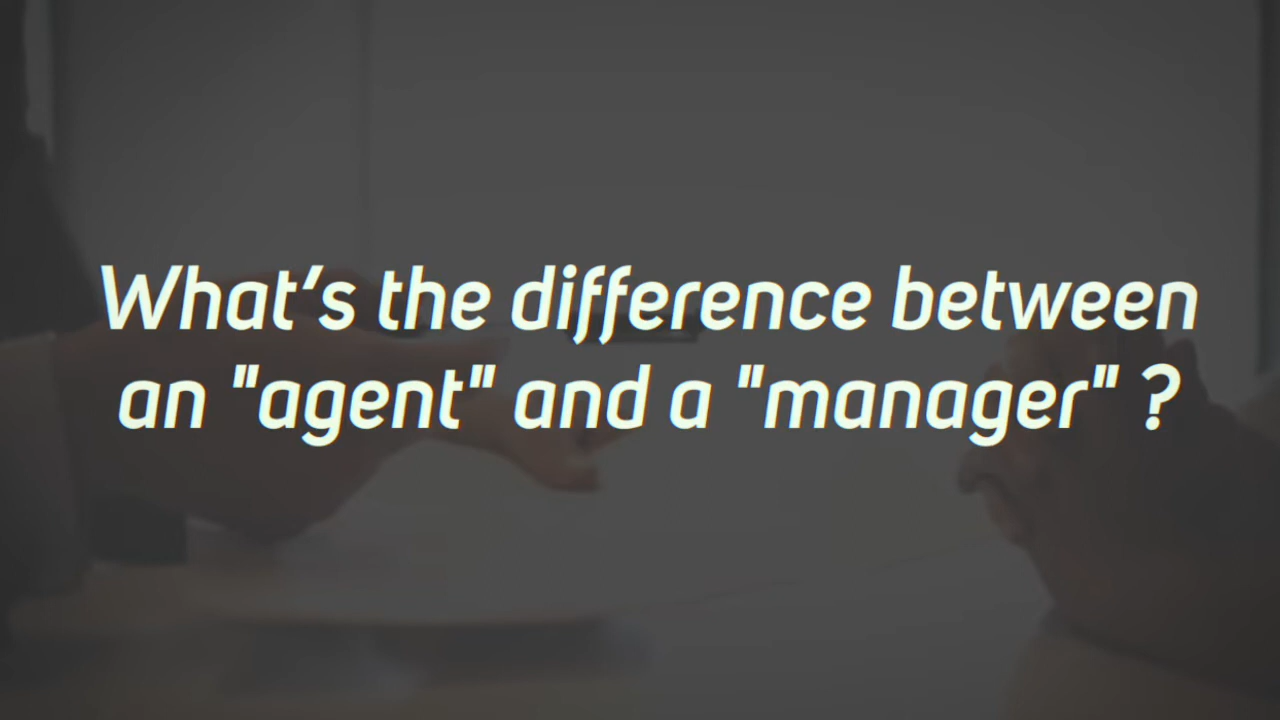 What's the difference between
an "agent" and a "manager" ?